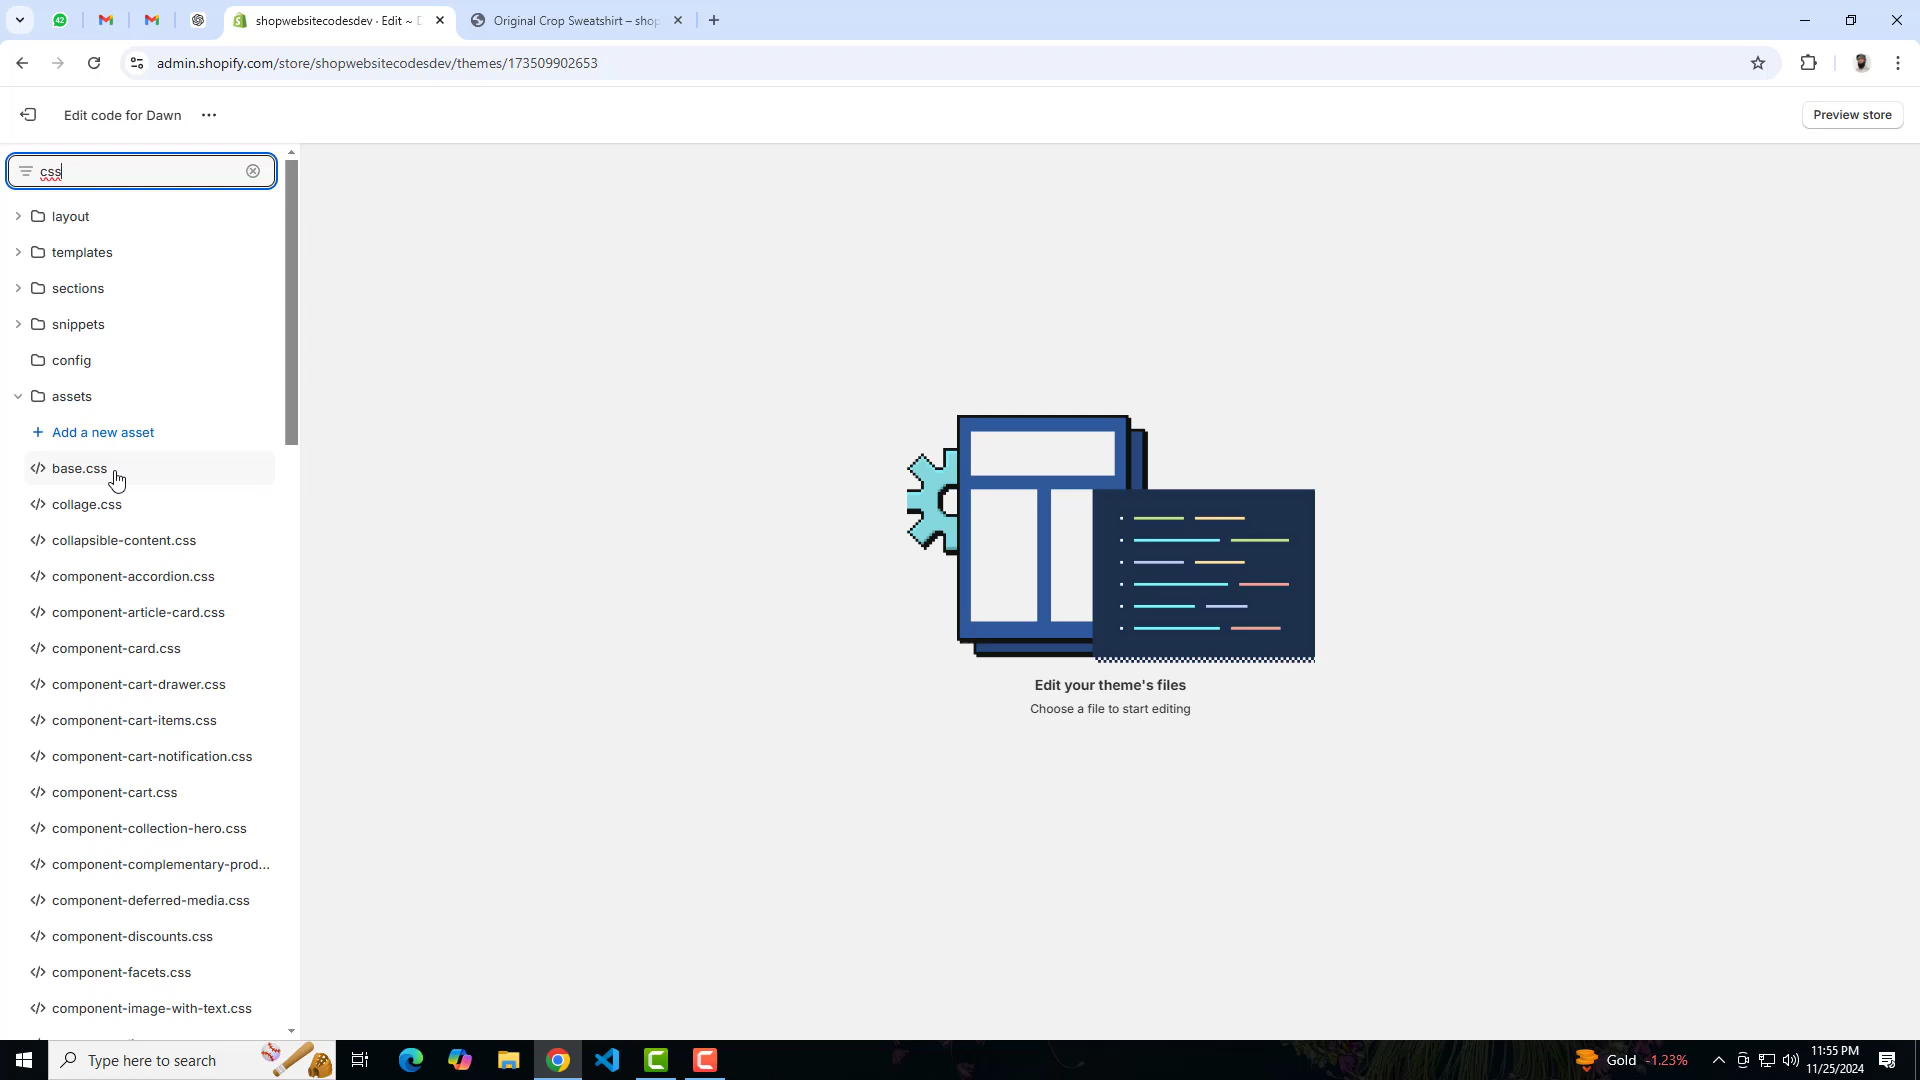 shopwebsitecodesdev · Edit ~ D
Original Crop Sweatshirt – shop
admin.shopify.com/store/shopwebsitecodesdev/themes/173509902653
Edit code for Dawn
Preview store
css
layout
templates
sections
snippets
config
assets
Add a new asset
base.css
collage.css
collapsible-content.css
component-accordion.css
component-article-card.css
component-card.css
component-cart-drawer.css
component-cart-items.css
component-cart-notification.css
component-cart.css
component-collection-hero.css
component-complementary-prod...
component-deferred-media.css
component-discounts.css
component-facets.css
component-image-with-text.css
Edit your theme's files
Choose a file to start editing
Type here to search
Gold -1.23%
11:55 PM
11/25/2024